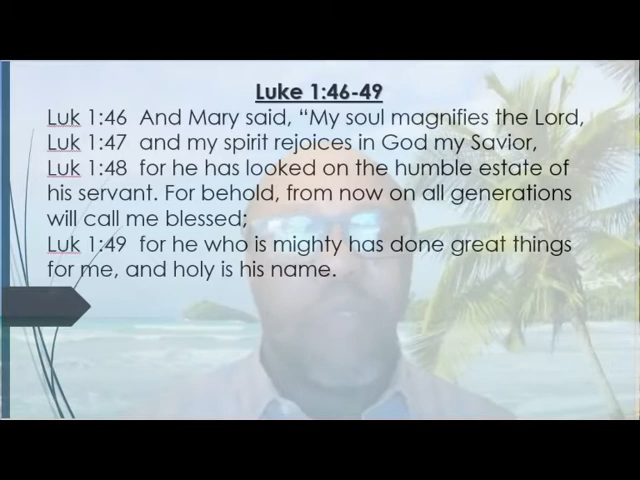 Luke 1:46-49
Luk 1:46 And Mary said, “My soul magnifies the Lord,
Luk 1:47 and my spirit rejoices in God my Savior,
Luk 1:48 for he has looked on the humble estate of
his servant. For behold, from now on all generations
will call me blessed;
Luk 1:49 for he who is mighty has done great things
for me, and holy is his name.